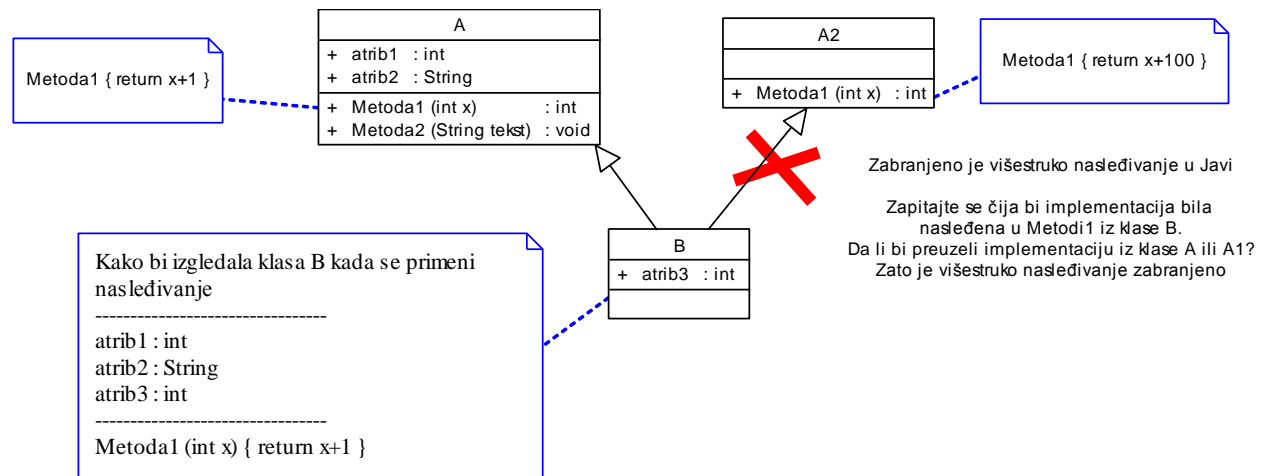 Metoda1 { return x+1 }
A
+ atrib1 : int
+ atrib2 : String
+ Metoda1 (int x) : int
+ Metoda2 (String tekst) : void
A2
+ Metoda1 (int x) : int
Metoda1 { return x+100 }
Zabranjeno je višestruko nasleđivanje u Javi
Zapitajte se čija bi implementacija bila
nasleđena u Metodi1 iz klase B.
Da li bi preuzeli implementaciju iz klase A ili A1?
Zato je višestruko nasleđivanje zabranjeno
B
+ atrib3 : int
Kako bi izgledala klasa B kada se primeni
nasleđivanje
---------------------------------
atrib1 : int
atrib2 : String
atrib3 : int
---------------------------------
Metoda1 (int x) { return x+1 }